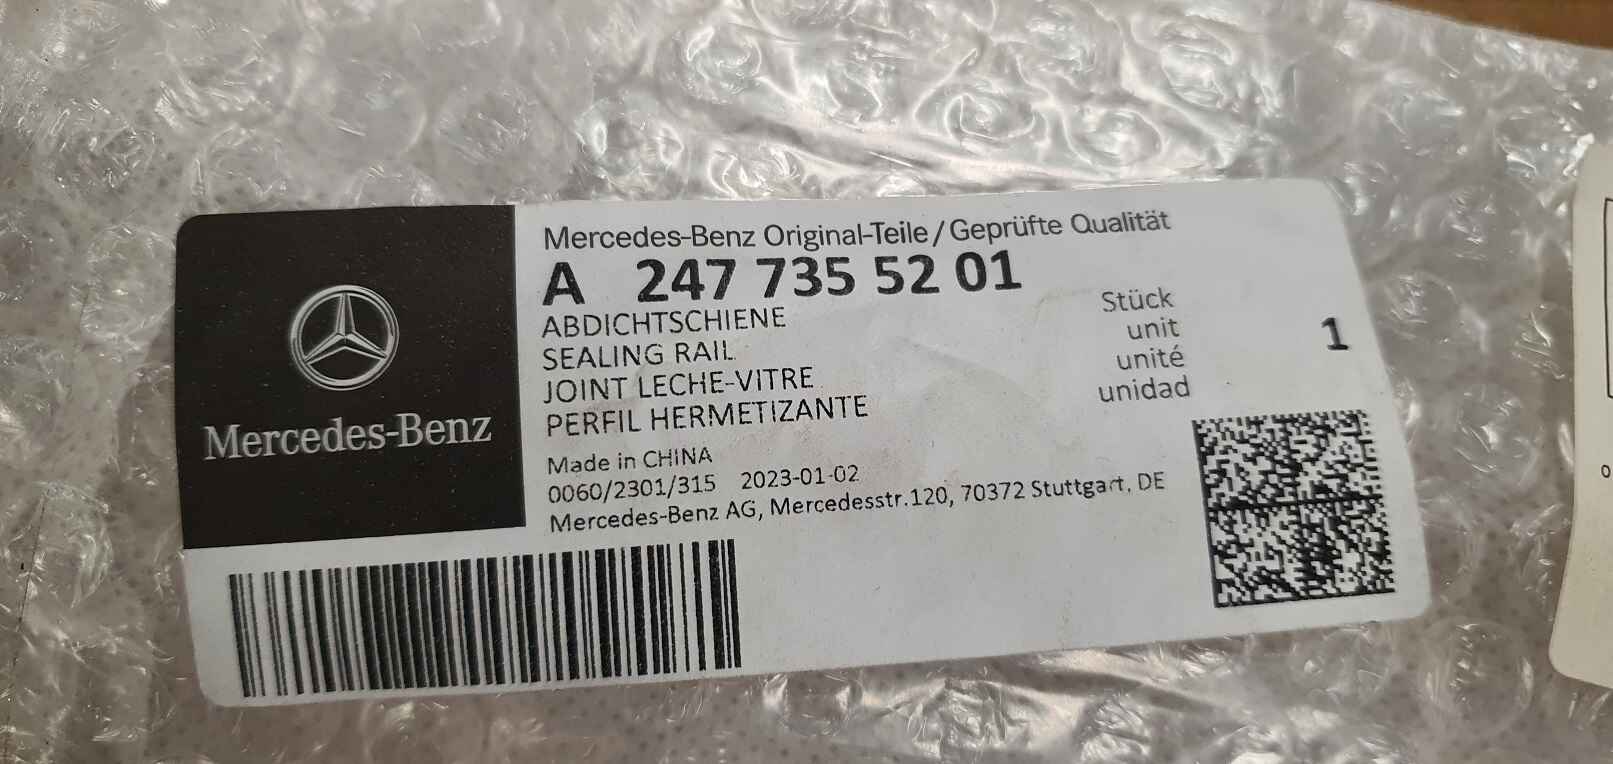 Mercedes-Benz
Mercedes-Benz Original-Teile/Geprüfte Qualität
A 247 735 52 01
ABDICHTSCHIENE
SEALING RAIL
JOINT LECHE-VITRE
PERFIL HERMETIZANTE
Stück
unit
unité
unidad
1
Made in CHINA
0060/2301/315 2023-01-02
Mercedes-Benz AG, Mercedesstr.120, 70372 Stuttgart, DE